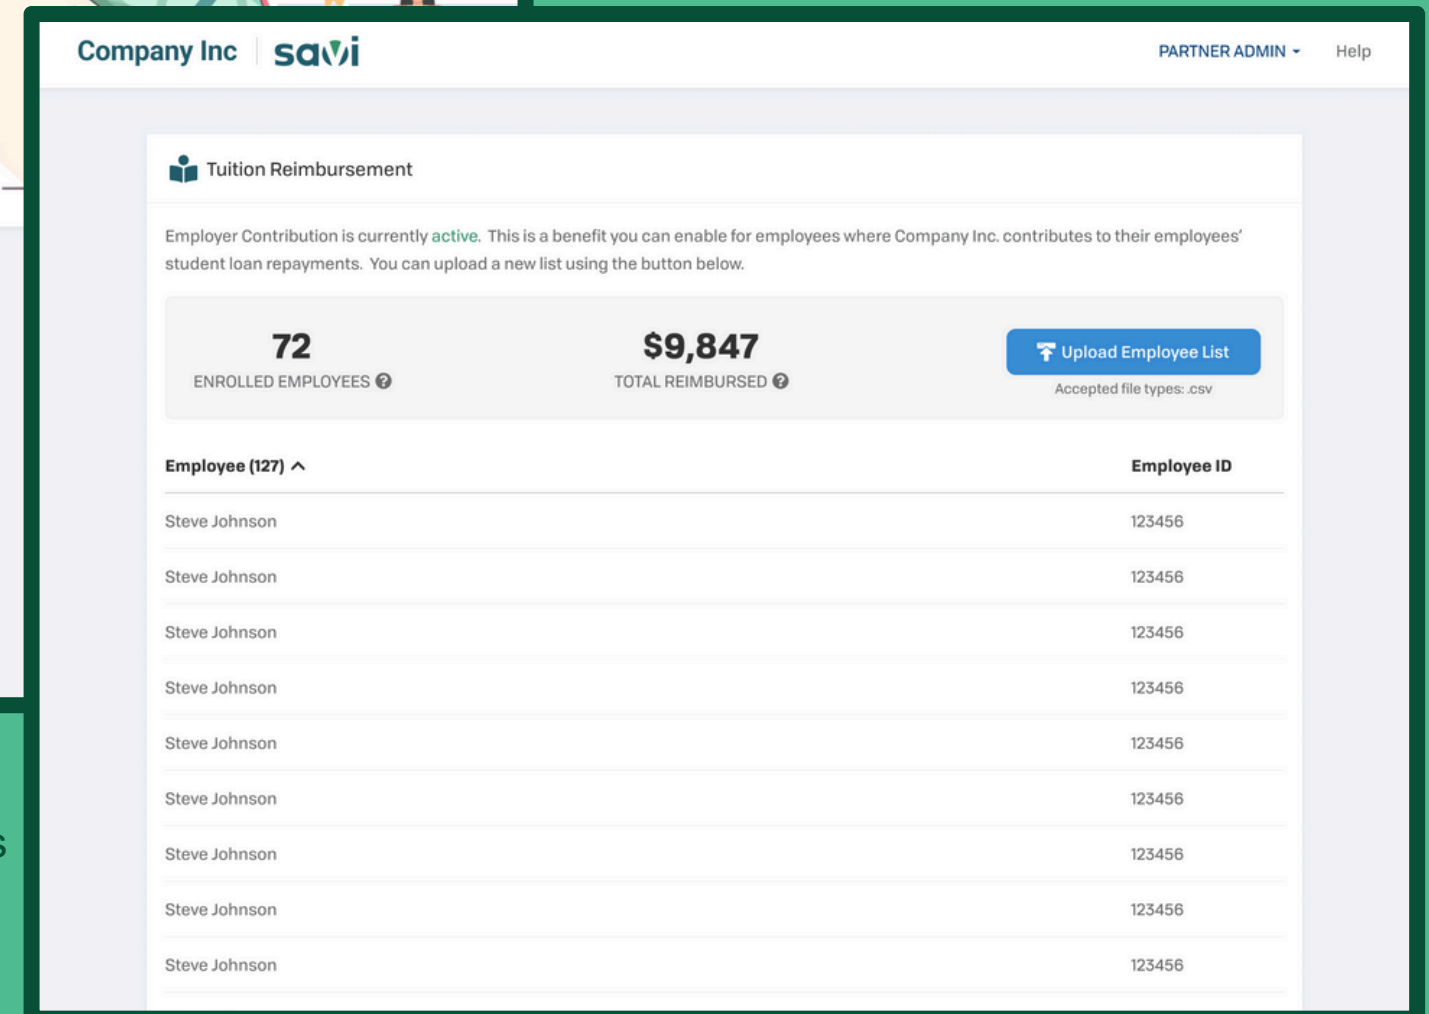 Company Inc
savi
PARTNER ADMIN
Help
Tuition Reimbursement
Employer Contribution is currently active. This is a benefit you can enable for employees where Company Inc. contributes to their employees'
student loan repayments. You can upload a new list using the button below.
72
ENROLLED EMPLOYEES ?
$9,847
TOTAL REIMBURSED ?
Upload Employee List
Accepted file types: .csv
Employee (127)
Employee ID
Steve Johnson 123456
Steve Johnson 123456
Steve Johnson 123456
Steve Johnson 123456
Steve Johnson 123456
Steve Johnson 123456
Steve Johnson 123456
Steve Johnson 123456
Steve Johnson 123456